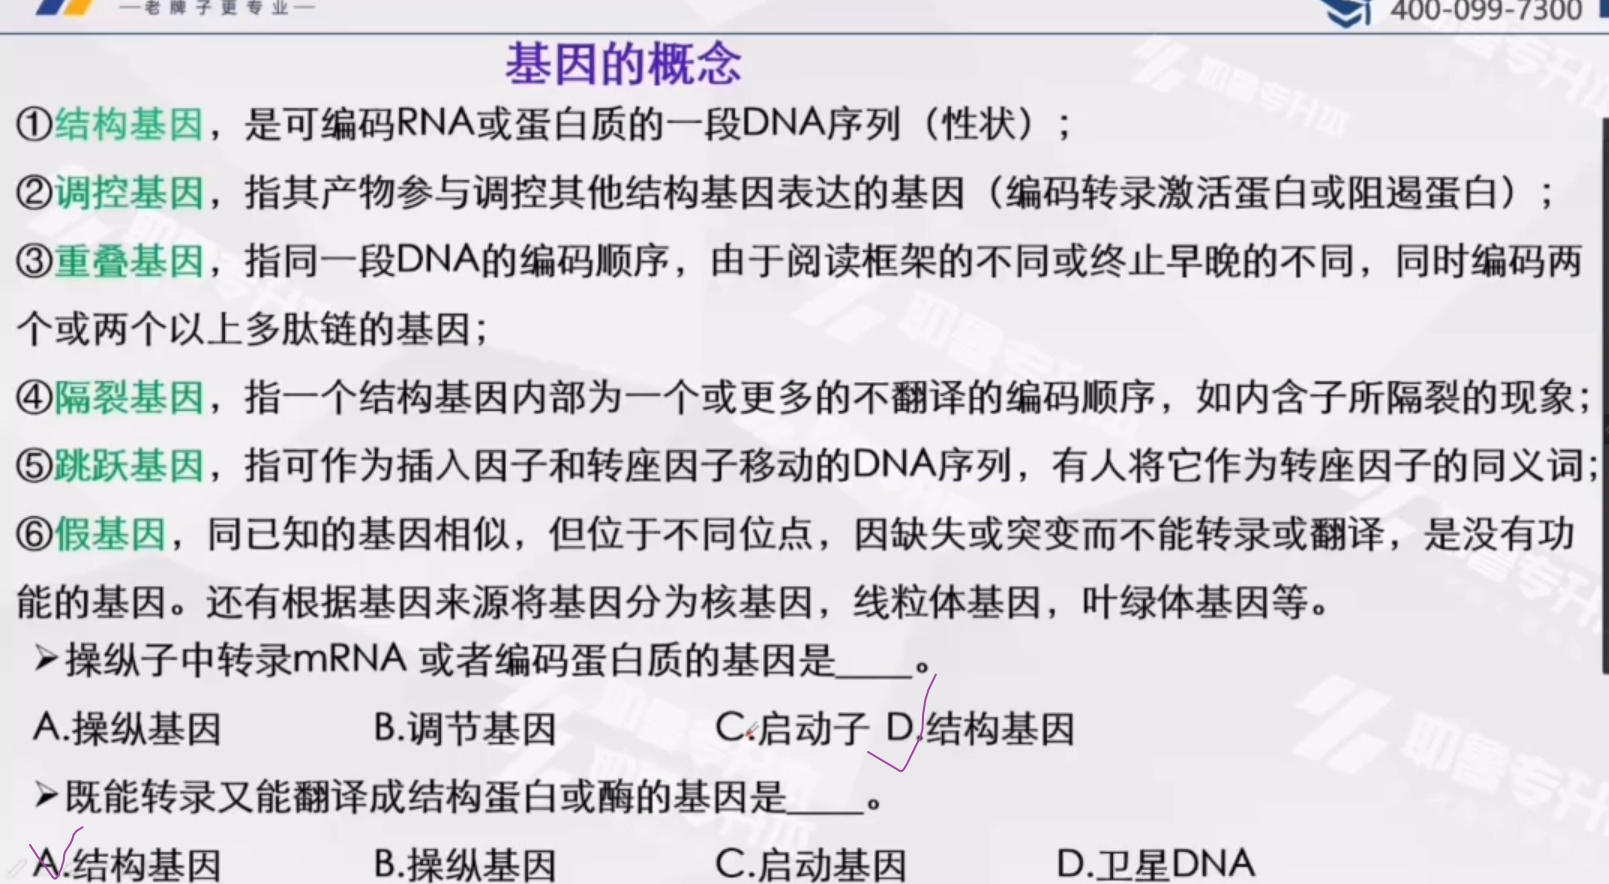 —老牌子更专业—
400-099-7300
基因的概念
①结构基因，是可编码RNA或蛋白质的一段DNA序列（性状）；
②调控基因，指其产物参与调控其他结构基因表达的基因（编码转录激活蛋白或阻遏蛋白）；
③重叠基因，指同一段DNA的编码顺序，由于阅读框架的不同或终止早晚的不同，同时编码两
个或两个以上多肽链的基因；
④隔裂基因，指一个结构基因内部为一个或更多的不翻译的编码顺序，如内含子所隔裂的现象；
⑤跳跃基因，指可作为插入因子和转座因子移动的DNA序列，有人将它作为转座因子的同义词；
⑥假基因，同已知的基因相似，但位于不同位点，因缺失或突变而不能转录或翻译，是没有功
能的基因。还有根据基因来源将基因分为核基因，线粒体基因，叶绿体基因等。
➢操纵子中转录mRNA 或者编码蛋白质的基因是____。
A.操纵基因 B.调节基因 C.启动子 D.结构基因
➢既能转录又能翻译成结构蛋白或酶的基因是____。
A.结构基因 B.操纵基因 C.启动基因 D.卫星DNA